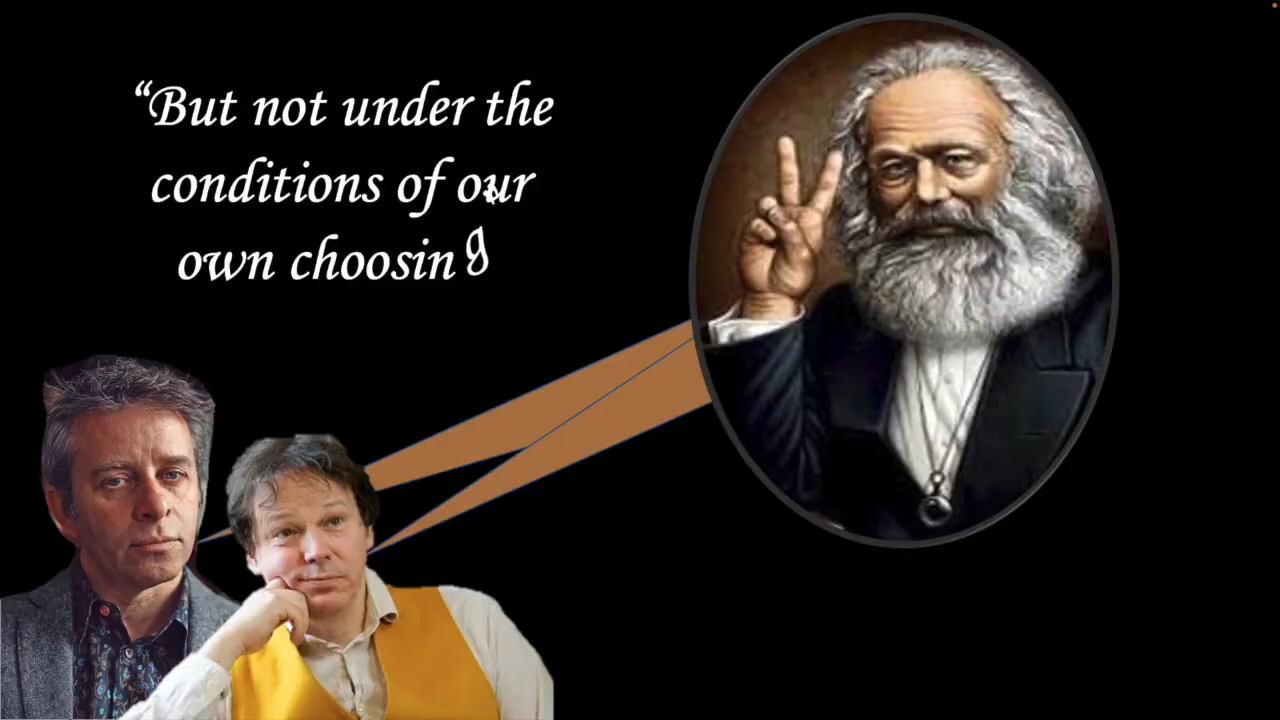 “But not under the
conditions of our
own choosing